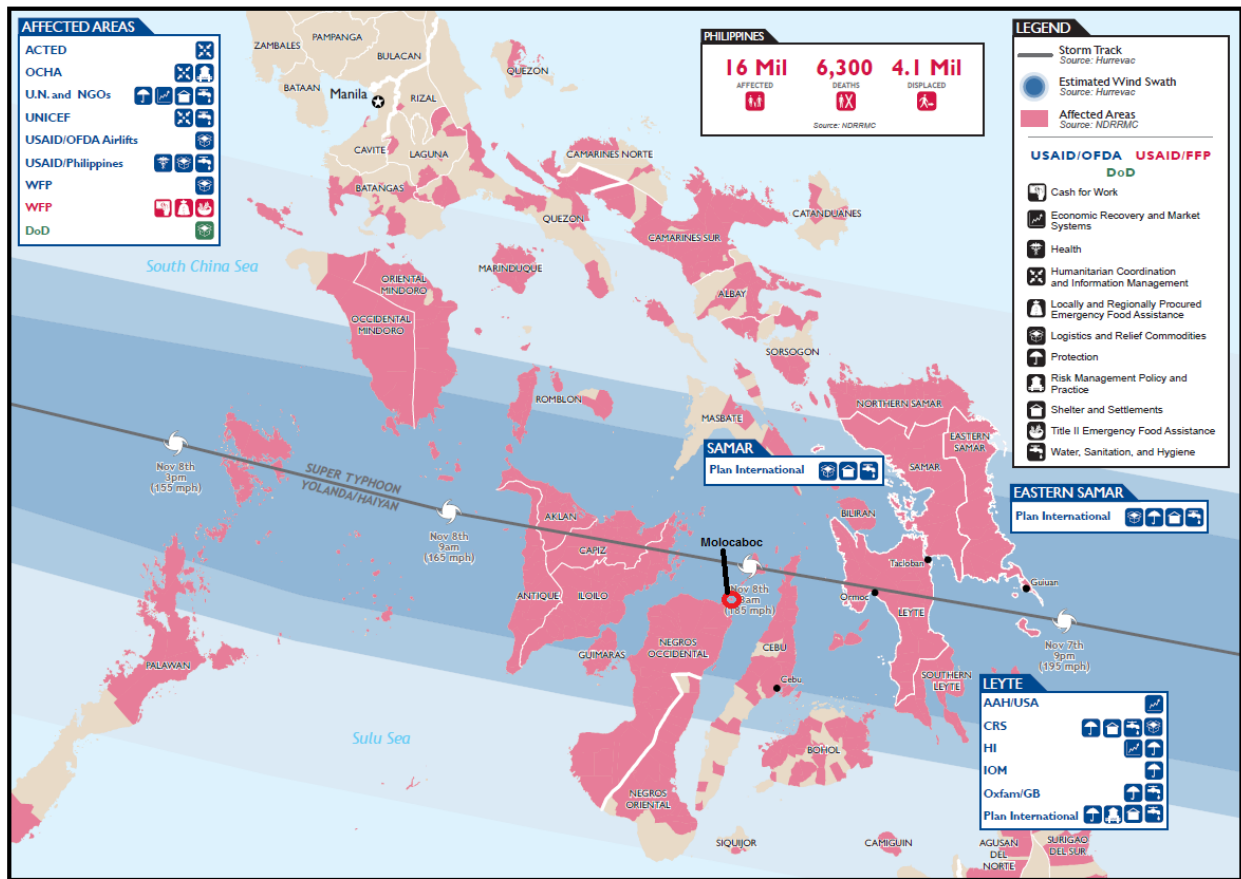 AFFECTED AREAS
ACTED
OCHA
U.N. and NGOs
UNICEF
USAID/OFDA Airlifts
USAID/Philippines
WFP
WFP
DoD
PHILIPPINES
16 Mil
6,300
4.1 Mil
AFFECTED
DEATHS
DISPLACED
Source: NDRRMC
LEGEND
Storm Track
Source: Hurrevac
Estimated Wind Swath
Source: Hurrevac
Affected Areas
Source: NDRRMC
USAID/OFDA USAID/FFP
DoD
Cash for Work
Economic Recovery and Market
Systems
Health
Humanitarian Coordination
and Information Management
Locally and Regionally Procured
Emergency Food Assistance
Logistics and Relief Commodities
Protection
Risk Management Policy and
Practice
Shelter and Settlements
Title II Emergency Food Assistance
Water, Sanitation, and Hygiene
ZAMBALES
PAMPANGA
BULACAN
BATAAN
Manila
RIZAL
QUEZON
CAVITE
LAGUNA
BATANGAS
CAMARINES NORTE
QUEZON
CATANDUANES
CAMARINES SUR
South China Sea
MARINDUQUE
ORIENTAL
MINDORO
OCCIDENTAL
MINDORO
ALBAY
SORSOGON
ROMBLON
MASBATE
NORTHERN SAMAR
EASTERN
SAMAR
SAMAR
SAMAR
Plan International
EASTERN SAMAR
Plan International
Nov 8th
3pm
(155 mph)
SUPER TYPHOON
YOLANDA/HAIYAN
Nov 8th
9am
(165 mph)
AKLAN
CAPIZ
ANTIQUE
ILOILO
Molocaboc
Nov 8th
3am
(185 mph)
BILIRAN
Tacloban
Ormoc
LEYTE
Guiuan
Nov 7th
9pm
(195 mph)
PALAWAN
GUIMARAS
NEGROS
OCCIDENTAL
CEBU
Cebu
SOUTHERN
LEYTE
Sulu Sea
BOHOL
NEGROS
ORIENTAL
SIQUIJOR
CAMIGUIN
AGUSAN
DEL
NORTE
SURIGAO
DEL SUR
LEYTE
AAH/USA
CRS
HI
IOM
Oxfam/GB
Plan International